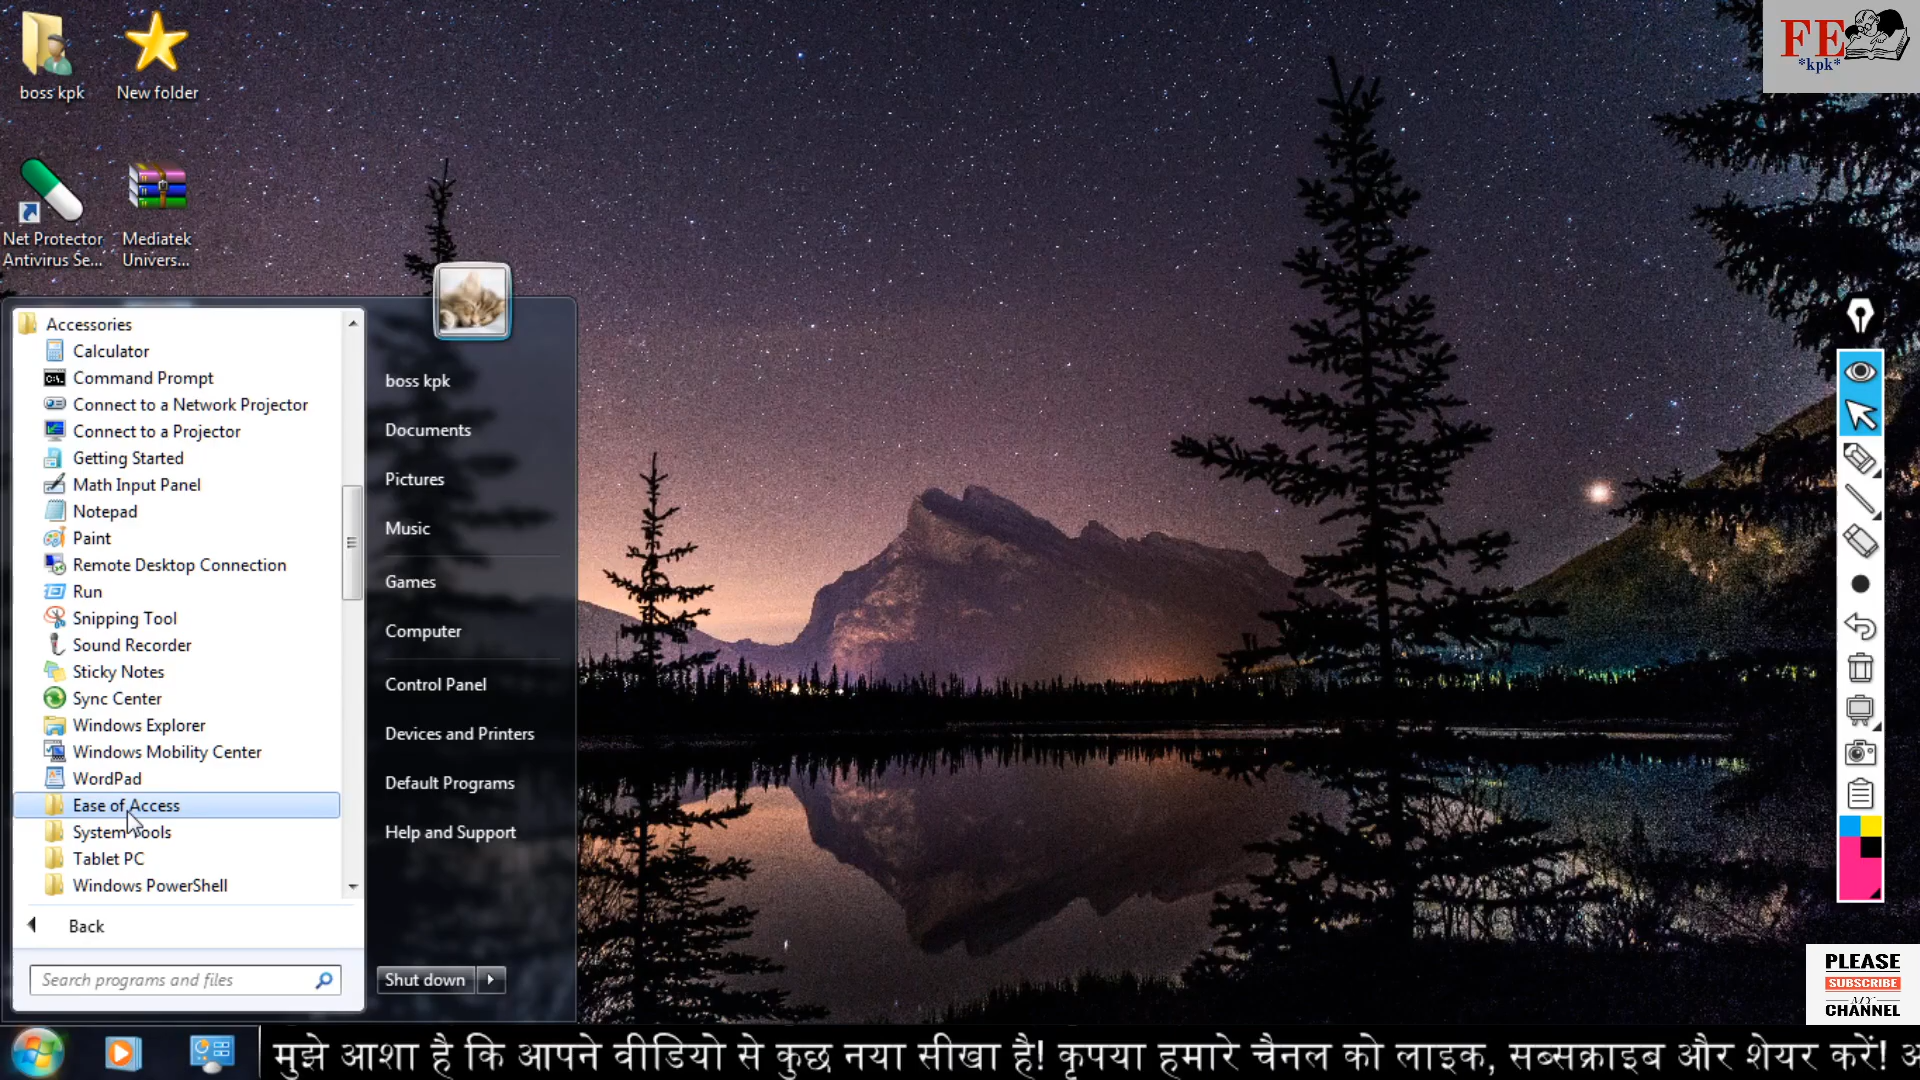 boss kpk
New folder
Net Protector
Antivirus Se...
Mediatek
Univers...
FE
*kpk*
Accessories
Calculator
Command Prompt
Connect to a Network Projector
Connect to a Projector
Getting Started
Math Input Panel
Notepad
Paint
Remote Desktop Connection
Run
Snipping Tool
Sound Recorder
Sticky Notes
Sync Center
Windows Explorer
Windows Mobility Center
WordPad
Ease of Access
System Tools
Tablet PC
Windows PowerShell
Back
Search programs and files
boss kpk
Documents
Pictures
Music
Games
Computer
Control Panel
Devices and Printers
Default Programs
Help and Support
Shut down
PLEASE
SUBSCRIBE
MY
CHANNEL
मुझे आशा है कि आपने वीडियो से कुछ नया सीखा है! कृपया हमारे चैनल को लाइक, सब्सक्राइब और शेयर करें!